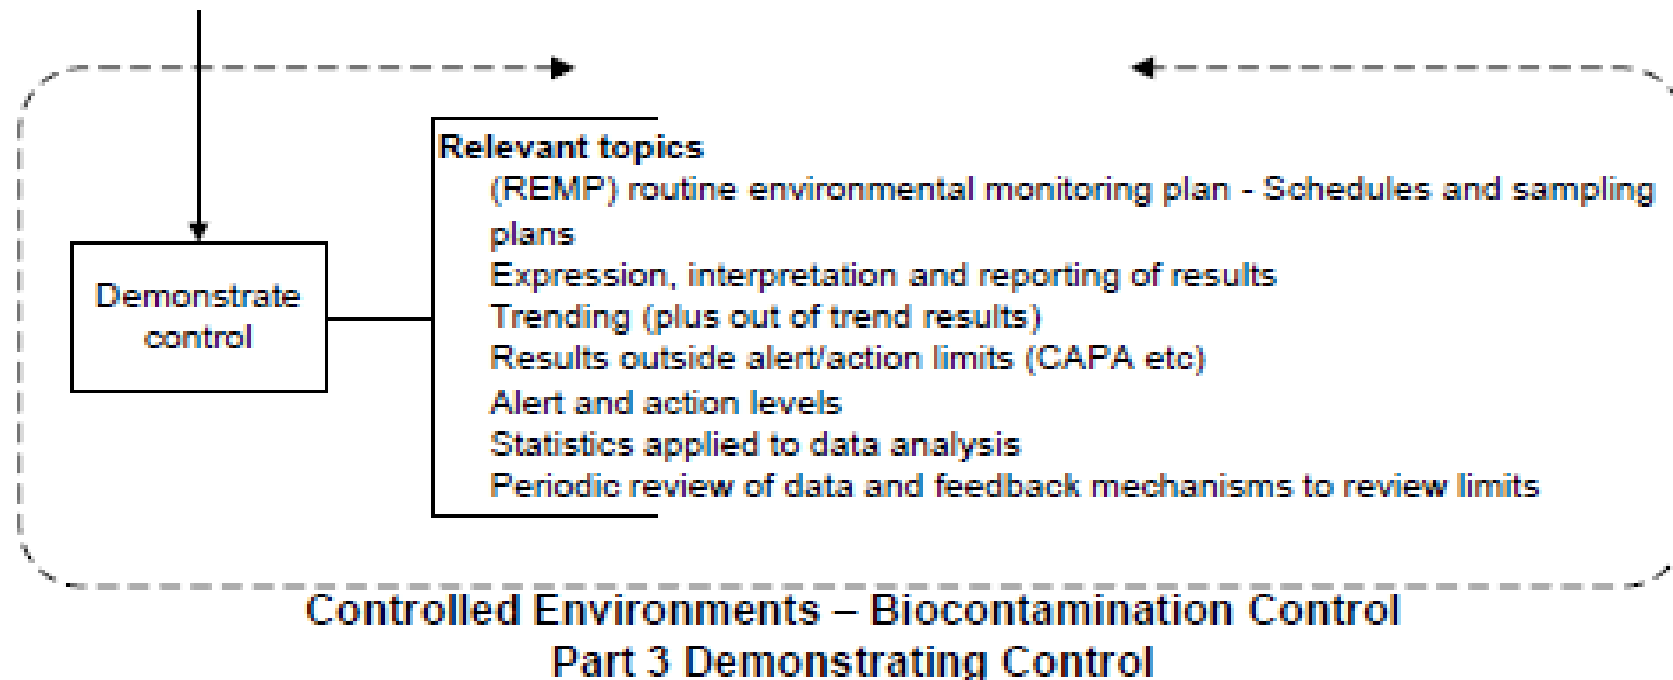 Relevant topics
(REMP) routine environmental monitoring plan - Schedules and sampling
plans
Expression, interpretation and reporting of results
Demonstrate
control
Trending (plus out of trend results)
Results outside alert/action limits (CAPA etc)
Alert and action levels
Statistics applied to data analysis
Periodic review of data and feedback mechanisms to review limits
Controlled Environments – Biocontamination Control
Part 3 Demonstrating Control